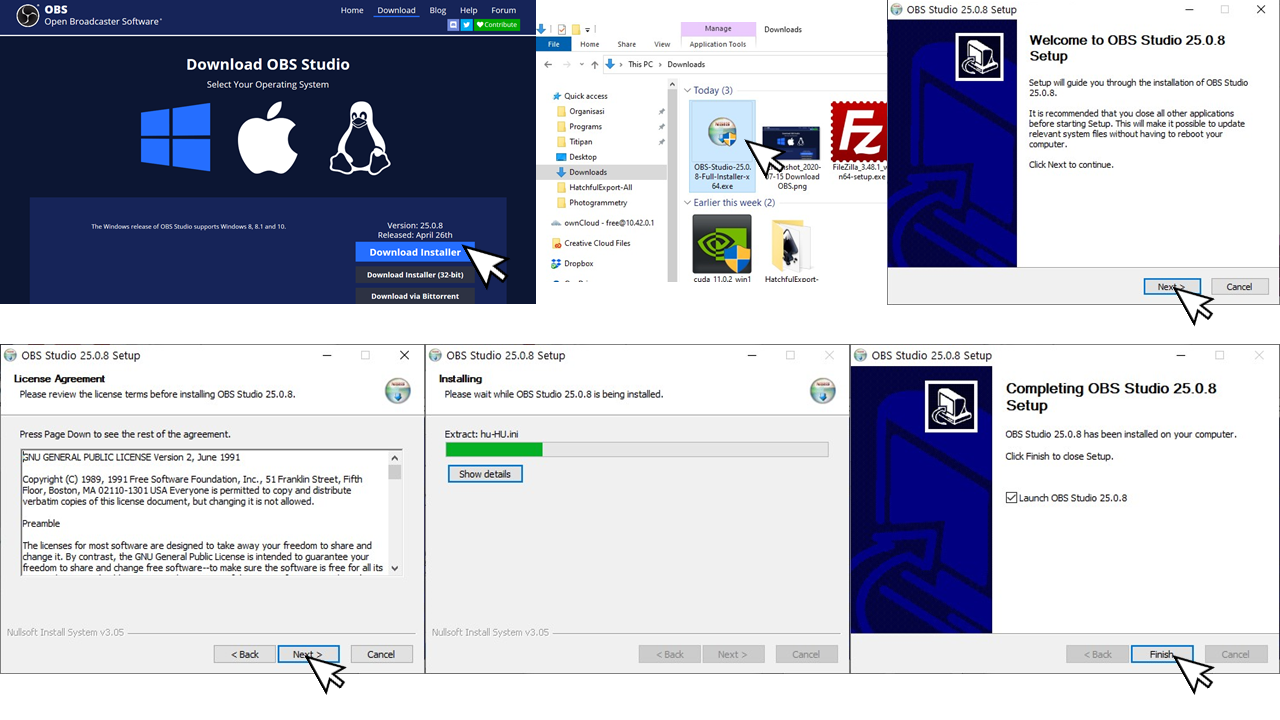 OBS
Open Broadcaster Software
Home
Download
Blog
Help
Forum
Contribute
Download OBS Studio
Select Your Operating System
The Windows release of OBS Studio supports Windows 8, 8.1 and 10.
Version: 25.0.8
Released: April 26th
Download Installer
Download Installer (32-bit)
Download via Bittorrent
Manage
Downloads
File
Home
Share
View
Application Tools
This PC > Downloads
Quick access
Organisasi
Programs
Titipan
Desktop
Downloads
HatchfulExport-All
Photogrammetry
ownCloud - free@10.42.0.1
Creative Cloud Files
Dropbox
Today (3)
OBS-Studio-25.0.
8-Full-Installer-x
64.exe
2020-
07-15 Download
OBS.png
Fz
FileZilla_3.48.1_w
n64-setup.exe
Earlier this week (2)
cuda_11.0.2_win1
HatchfulExport-
OBS Studio 25.0.8 Setup
Welcome to OBS Studio 25.0.8
Setup
Setup will guide you through the installation of OBS Studio
25.0.8.
It is recommended that you close all other applications
before starting Setup. This will make it possible to update
relevant system files without having to reboot your
computer.
Click Next to continue.
Next >
Cancel
OBS Studio 25.0.8 Setup
License Agreement
Please review the license terms before installing OBS Studio 25.0.8.
Press Page Down to see the rest of the agreement.
GNU GENERAL PUBLIC LICENSE Version 2, June 1991
Copyright (C) 1989, 1991 Free Software Foundation, Inc., 51 Franklin Street, Fifth
Floor, Boston, MA 02110-1301 USA Everyone is permitted to copy and distribute
verbatim copies of this license document, but changing it is not allowed.
Preamble
The licenses for most software are designed to take away your freedom to share and
change it. By contrast, the GNU General Public License is intended to guarantee your
freedom to share and change free software--to make sure the software is free for all its
Nullsoft Install System v3.05
< Back
Next >
Cancel
OBS Studio 25.0.8 Setup
Installing
Please wait while OBS Studio 25.0.8 is being installed.
Extract: hu-HU.ini
Show details
Nullsoft Install System v3.05
< Back
Next >
Cancel
OBS Studio 25.0.8 Setup
Completing OBS Studio 25.0.8
Setup
OBS Studio 25.0.8 has been installed on your computer.
Click Finish to close Setup.
Launch OBS Studio 25.0.8
< Back
Finish
Cancel